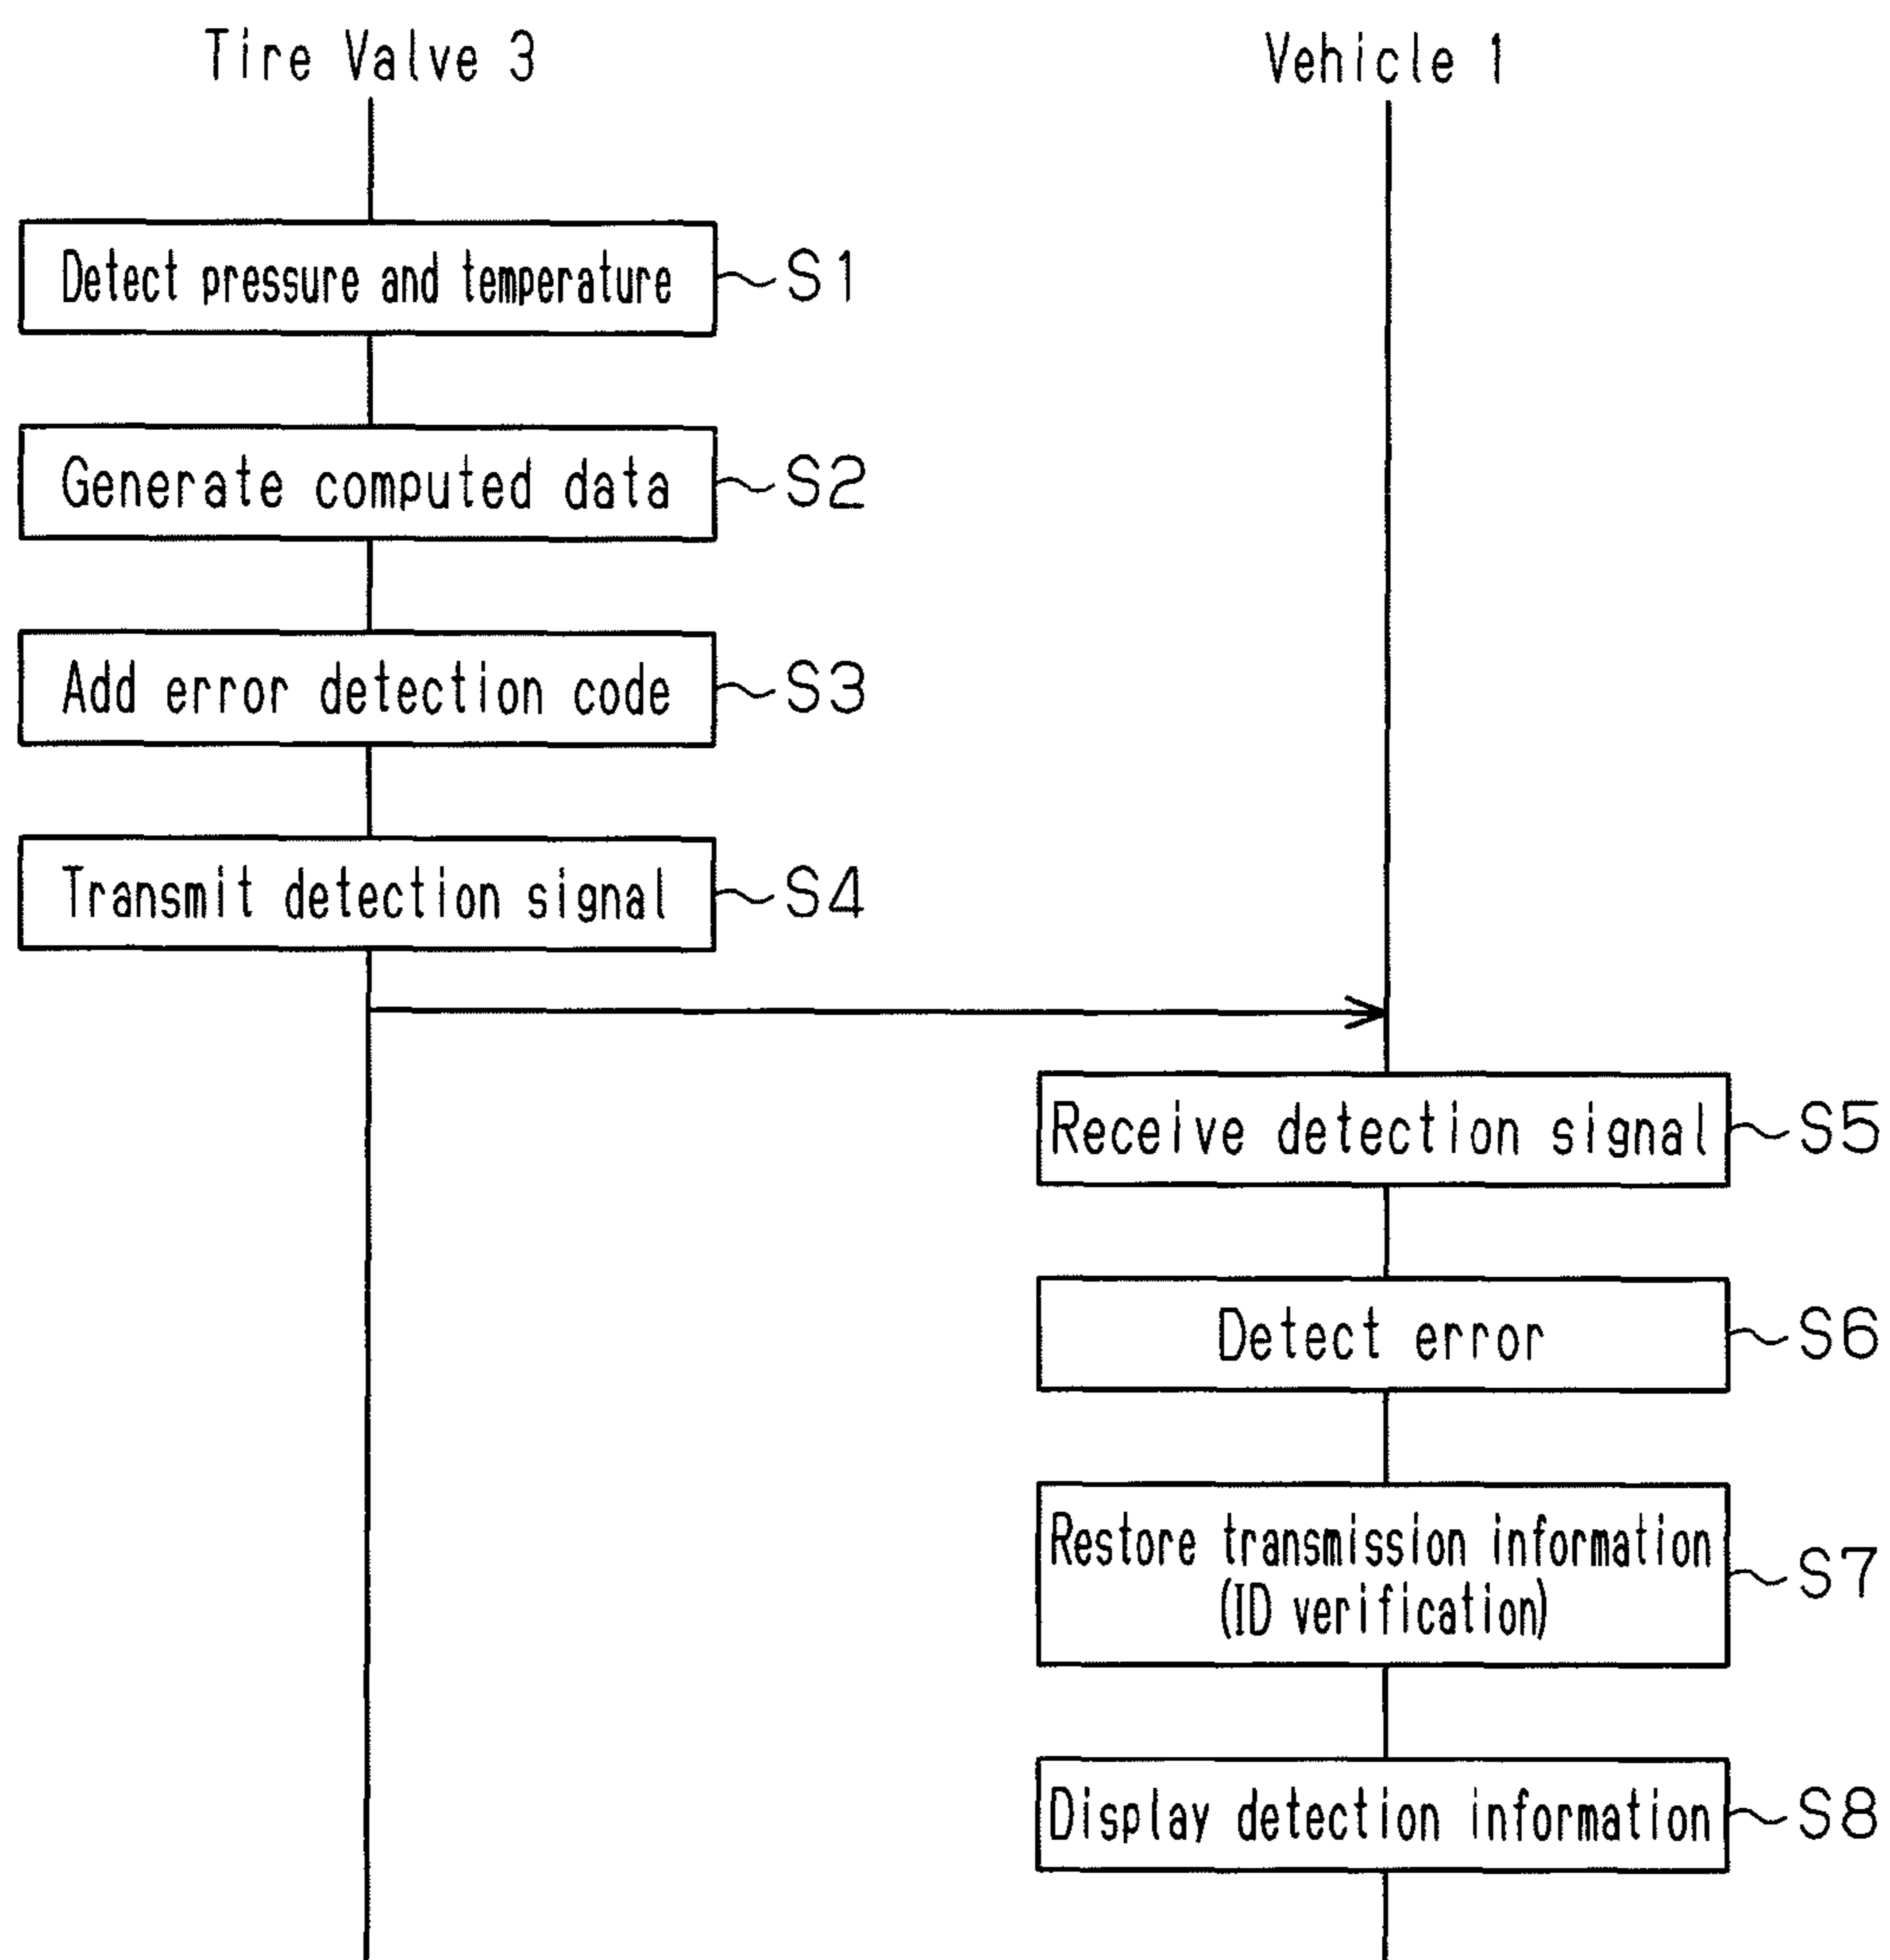 Tire Valve 3
Vehicle 1
Detect pressure and temperature
S1
Generate computed data
S2
Add error detection code
S3
Transmit detection signal
S4
Receive detection signal
S5
Detect error
S6
Restore transmission information
(ID verification)
S7
Display detection information
S8